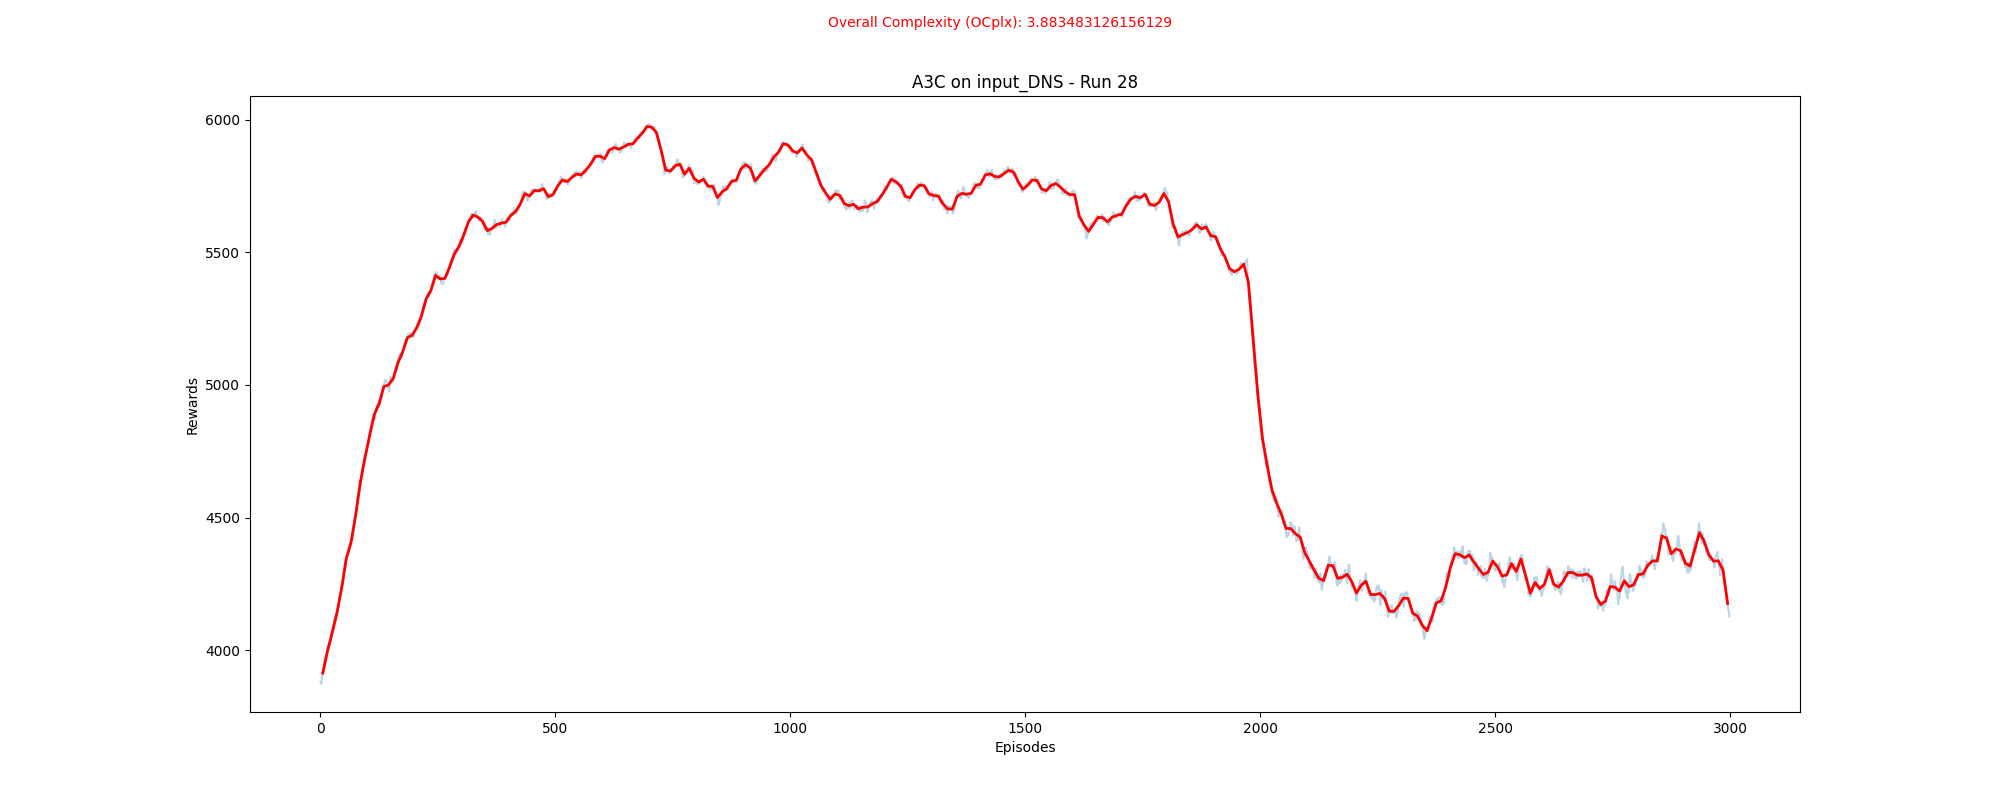 Overall Complexity (OCplx): 3.883483126156129
A3C on input_DNS - Run 28
6000
5500
5000
4500
4000
Rewards
0 500 1000 1500 2000 2500 3000
Episodes